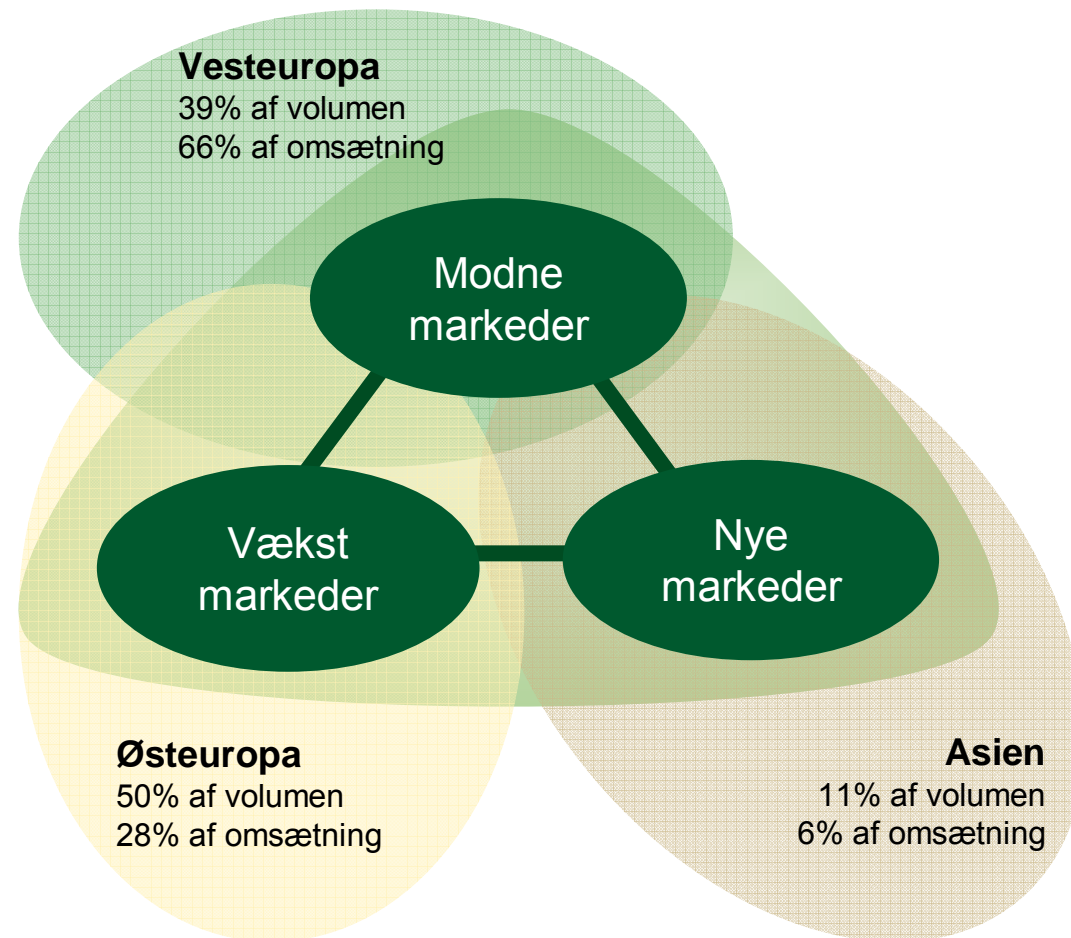 Vesteuropa
39% af volumen
66% af omsætning
Modne
markeder
Vækst
markeder
Nye
markeder
Østeuropa
50% af volumen
28% af omsætning
Asien
11% af volumen
6% af omsætning